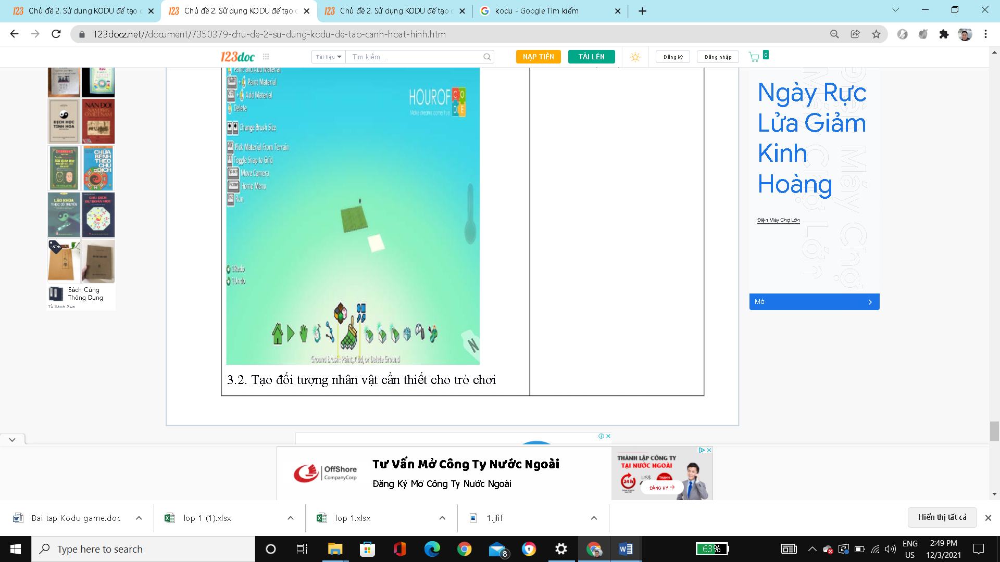 Chủ đề 2. Sử dụng KODU để tạo c
Chủ đề 2. Sử dụng KODU để tạo c
Chủ đề 2. Sử dụng KODU để tạo c
kodu - Google Tìm kiếm
123docz.net//document/7350379-chu-de-2-su-dung-kodu-de-tao-canh-hoat-hinh.htm
123doc
Tài liệu
Tìm kiếm ...
NẠP TIỀN
TẢI LÊN
Đăng ký
Đăng nhập
0
DỊCH HỌC
TINH HOA
NẠN ĐÓI
NĂM 1945
Ở VIỆT NAM
CHỮA
BỆNH
THEO
CHU
DỊCH
LÃO KHOA
Y HỌC CỔ TRUYỀN
CHU DỊCH
DỰ ĐOÁN HỌC
-50%
Sách Cúng
Thông Dụng
Tủ Sách Xưa
Paint and Add Material
Shift + Paint Material
Ctrl + Add Material
Delete
Change Brush Size
Pick Material From Terrain
Toggle Snap to Grid
Space Move Camera
Home Home Menu
Esc Run
HOUR OF CODE
Make dreams come true
1Redo
1Undo
N
Ground Brush: Paint, Add, or Delete Ground
3.2. Tạo đối tượng nhân vật cần thiết cho trò chơi
Ngày Rực
Lửa Giảm
Kinh
Hoàng
Điện Máy Chợ Lớn
Mở
OffShore
CompanyCorp
Tư Vấn Mở Công Ty Nước Ngoài
Đăng Ký Mở Công Ty Nước Ngoài
THÀNH LẬP CÔNG TY
TẠI NƯỚC NGOÀI
24h
US$
ĐĂNG KÝ
Bai tap Kodu game.doc
lop 1 (1).xlsx
lop 1.xlsx
1.jfif
Hiển thị tất cả
Type here to search
8
63%
ENG
US
2:49 PM
12/3/2021